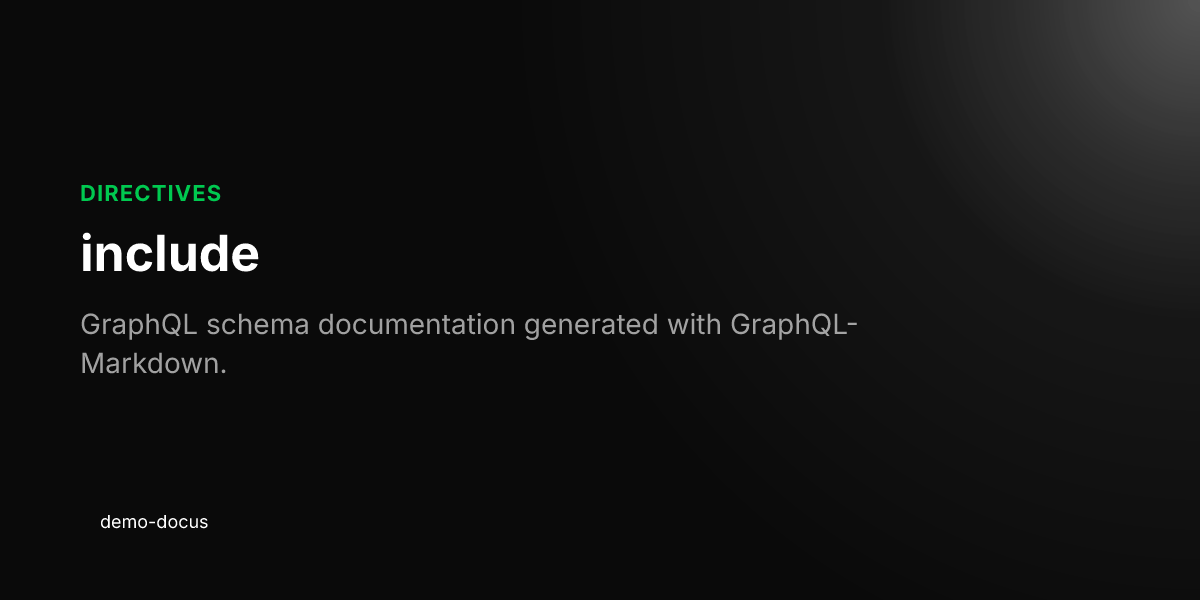 DIRECTIVES
include
GraphQL schema documentation generated with GraphQL-
Markdown.
demo-docus